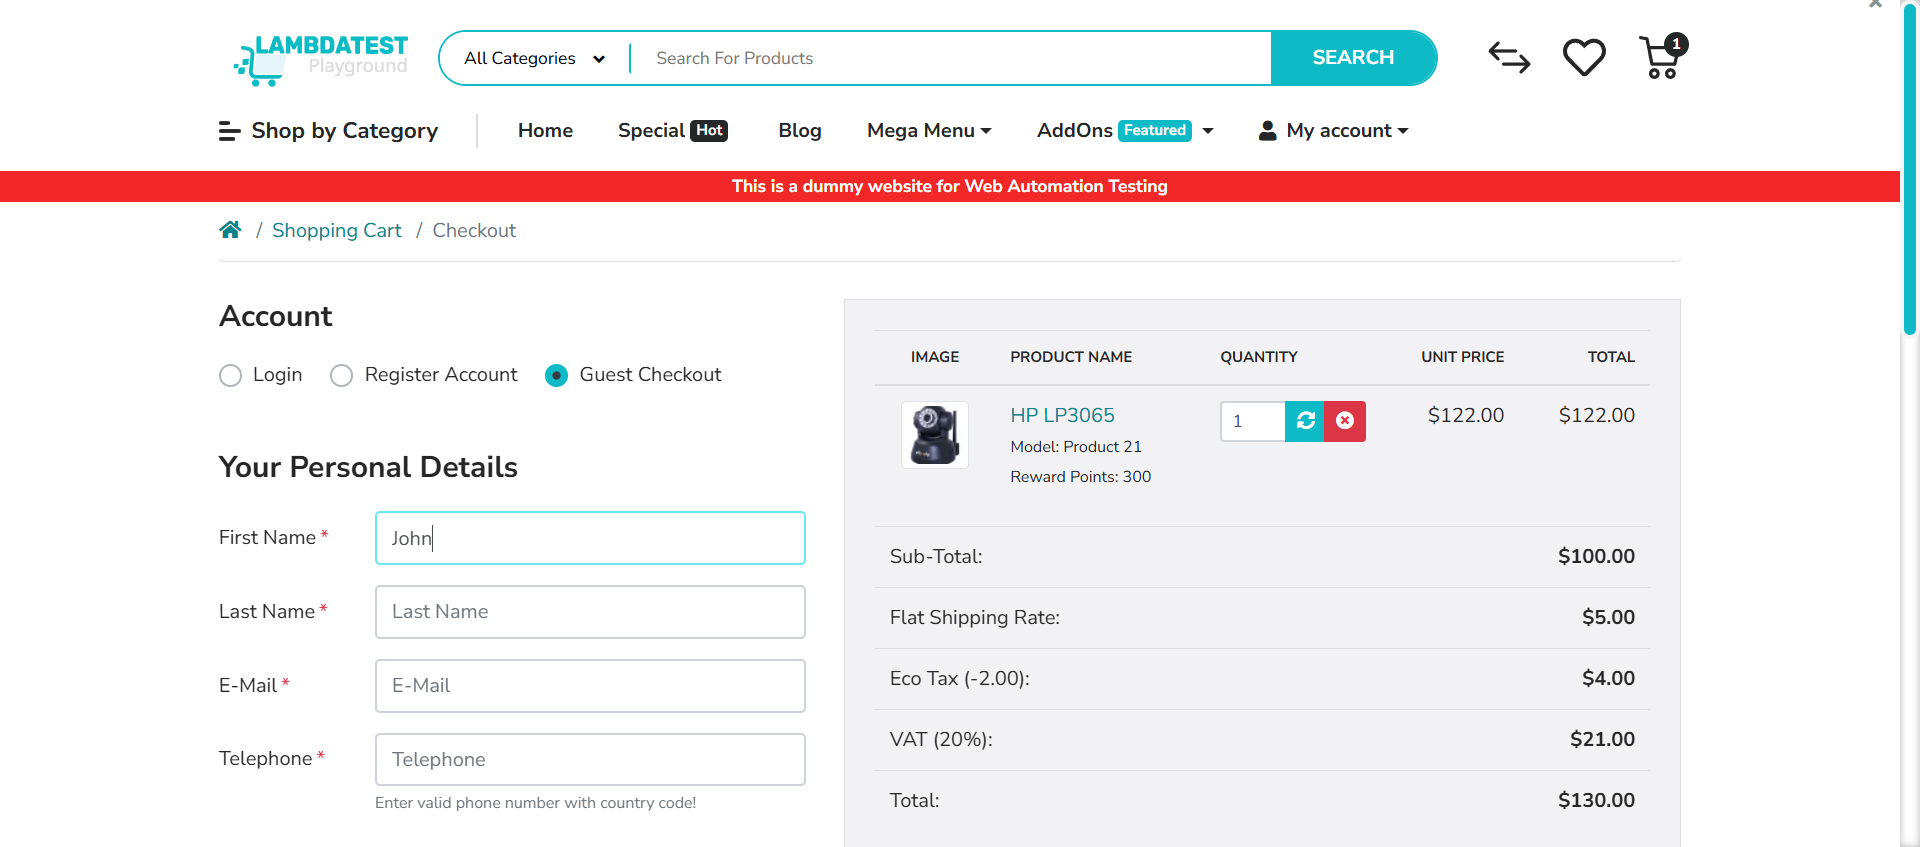 LAMBDATEST
Playground
All Categories
Search For Products
SEARCH
1
Shop by Category
Home
Special Hot
Blog
Mega Menu
AddOns Featured
My account
This is a dummy website for Web Automation Testing
/ Shopping Cart / Checkout
Account
Login
Register Account
Guest Checkout
Your Personal Details
First Name *
John
Last Name *
Last Name
E-Mail *
E-Mail
Telephone *
Telephone
Enter valid phone number with country code!
IMAGE PRODUCT NAME QUANTITY UNIT PRICE TOTAL
HP LP3065 1 $122.00 $122.00
Model: Product 21
Reward Points: 300
Sub-Total: $100.00
Flat Shipping Rate: $5.00
Eco Tax (-2.00): $4.00
VAT (20%): $21.00
Total: $130.00